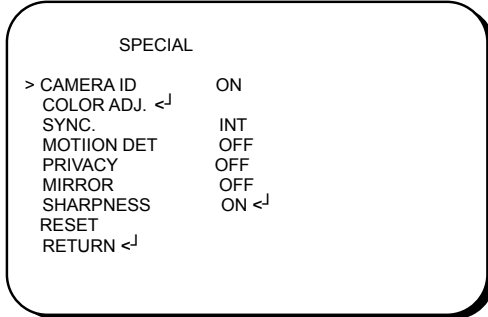 SPECIAL
> CAMERA ID ON
COLOR ADJ. <┘
SYNC. INT
MOTIION DET OFF
PRIVACY OFF
MIRROR OFF
SHARPNESS ON <┘
RESET
RETURN <┘